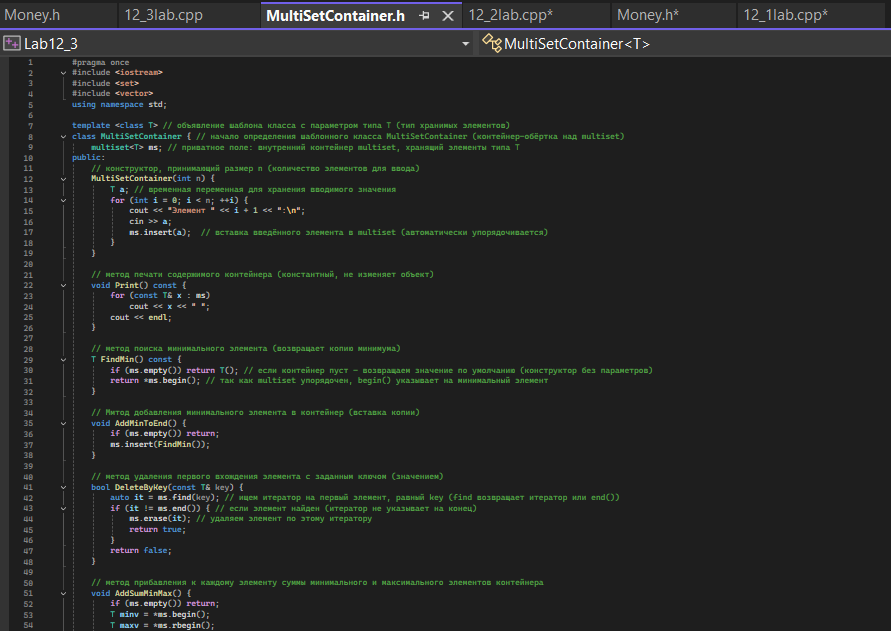 Money.h 12_3lab.cpp MultiSetContainer.h 12_2lab.cpp* Money.h* 12_1lab.cpp*
Lab12_3 MultiSetContainer<T>
1 #pragma once
2 #include <iostream>
3 #include <set>
4 #include <vector>
5 using namespace std;
6
7 template <class T> // объявление шаблона класса с параметром типа T (тип хранимых элементов)
8 class MultiSetContainer { // начало определения шаблонного класса MultiSetContainer (контейнер-обёртка над multiset)
9 multiset<T> ms; // приватное поле: внутренний контейнер multiset, хранящий элементы типа T
10 public:
11 // конструктор, принимающий размер n (количество элементов для ввода)
12 MultiSetContainer(int n) {
13 T a; // временная переменная для хранения вводимого значения
14 for (int i = 0; i < n; ++i) {
15 cout << "Элемент " << i + 1 << ":\n";
16 cin >> a;
17 ms.insert(a); // вставка введённого элемента в multiset (автоматически упорядочивается)
18 }
19 }
20
21 // метод печати содержимого контейнера (константный, не изменяет объект)
22 void Print() const {
23 for (const T& x : ms)
24 cout << x << " ";
25 cout << endl;
26 }
27
28 // метод поиска минимального элемента (возвращает копию минимума)
29 T FindMin() const {
30 if (ms.empty()) return T(); // если контейнер пуст – возвращаем значение по умолчанию (конструктор без параметров)
31 return *ms.begin(); // так как multiset упорядочен, begin() указывает на минимальный элемент
32 }
33
34 // Митод добавления минимального элемента в контейнер (вставка копии)
35 void AddMinToEnd() {
36 if (ms.empty()) return;
37 ms.insert(FindMin());
38 }
39
40 // метод удаления первого вхождения элемента с заданным ключом (значением)
41 bool DeleteByKey(const T& key) {
42 auto it = ms.find(key); // ищем итератор на первый элемент, равный key (find возвращает итератор или end())
43 if (it != ms.end()) { // если элемент найден (итератор не указывает на конец)
44 ms.erase(it); // удаляем элемент по этому итератору
45 return true;
46 }
47 return false;
48 }
49
50 // метод прибавления к каждому элементу суммы минимального и максимального элементов контейнера
51 void AddSumMinMax() {
52 if (ms.empty()) return;
53 T minv = *ms.begin();
54 T maxv = *ms.rbegin();